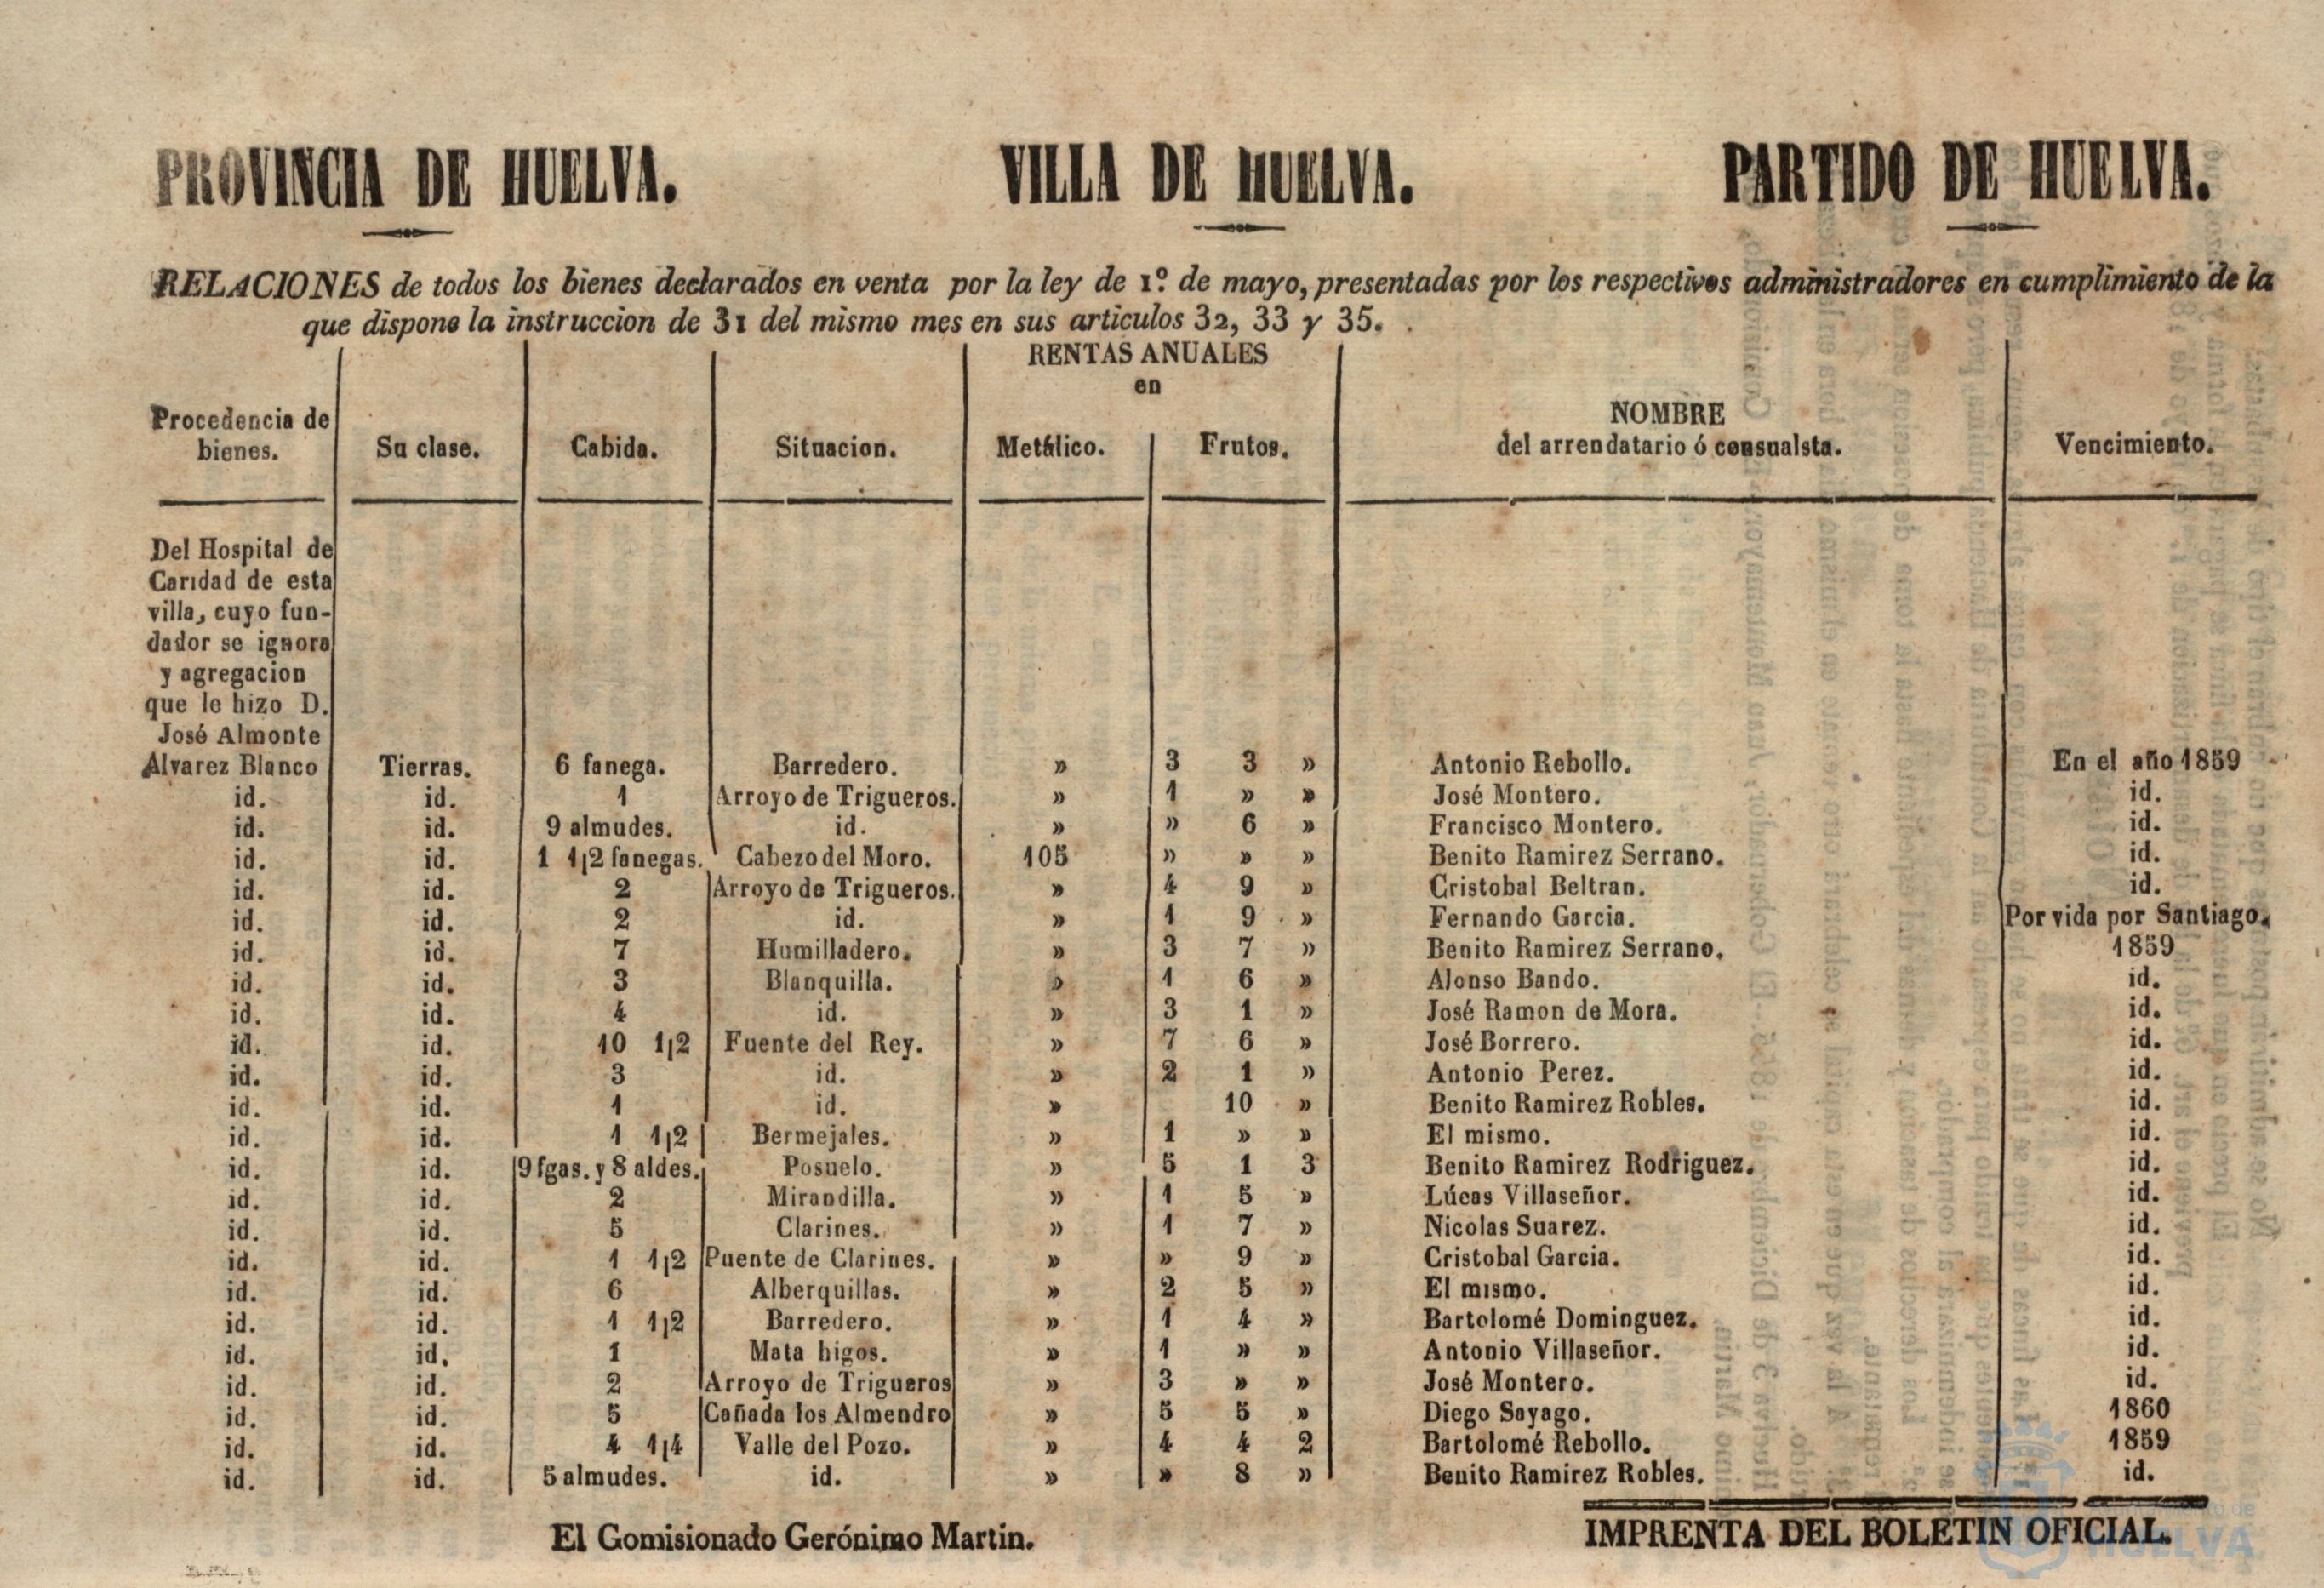 PROVINCIA DE HUELVA. VILLA DE HUELVA. PARTIDO DE HUELVA.
RELACIONES de todos los bienes declarados en venta por la ley de 1º. de mayo, presentadas por los respectivos administradores en cumplimiento de la
que dispone la instruccion de 31 del mismo mes en sus articulos 32, 33 y 35.
RENTAS ANUALES
en
Procedencia de bienes. Su clase. Cabida. Situacion. Metálico. Frutos. NOMBRE del arrendatario ó censualsta. Vencimiento.
Del Hospital de
Caridad de esta
villa, cuyo fun-
dador se ignora
y agregacion
que le hizo D.
José Almonte
Alvarez Blanco Tierras. 6 fanega. Barredero. » 3 3 » Antonio Rebollo. En el año 1859
id. id. 1 Arroyo de Trigueros. » 1 » » José Montero. id.
id. id. 9 almudes. id. » » 6 » Francisco Montero. id.
id. id. 1 1|2 fanegas. Cabezo del Moro. 105 » » » Benito Ramirez Serrano. id.
id. id. 2 Arroyo de Trigueros. » 4 9 » Cristobal Beltran. id.
id. id. 2 id. » 1 9 » Fernando Garcia. Por vida por Santiago.
id. id. 7 Humilladero. » 3 7 » Benito Ramirez Serrano. 1859
id. id. 3 Blanquilla. » 1 6 » Alonso Bando. id.
id. id. 4 id. » 3 1 » José Ramon de Mora. id.
id. id. 10 1|2 Fuente del Rey. » 7 6 » José Borrero. id.
id. id. 3 id. » 2 1 » Antonio Perez. id.
id. id. 1 id. » 10 » Benito Ramirez Robles. id.
id. id. 1 1|2 Bermejales. » 1 » » El mismo. id.
id. id. 9 fgas. y 8 aldes. Posuelo. » 5 1 3 Benito Ramirez Rodriguez. id.
id. id. 2 Mirandilla. » 1 5 » Lúcas Villaseñor. id.
id. id. 5 Clarines. » 1 7 » Nicolas Suarez. id.
id. id. 1 1|2 Puente de Clarines. » » 9 » Cristobal Garcia. id.
id. id. 6 Alberquillas. » 2 5 » El mismo. id.
id. id. 1 1|2 Barredero. » 1 4 » Bartolomé Dominguez. id.
id. id. 1 Mata higos. » 1 » » Antonio Villaseñor. id.
id. id. 2 Arroyo de Trigueros » 3 » » José Montero. id.
id. id. 5 Cañada los Almendro » 5 5 » Diego Sayago. 1860
id. id. 4 1|4 Valle del Pozo. » 4 4 2 Bartolomé Rebollo. 1859
id. id. 5 almudes. id. » » 8 » Benito Ramirez Robles. id.
El Gomisionado Gerónimo Martin. IMPRENTA DEL BOLETIN OFICIAL.
HUELVA